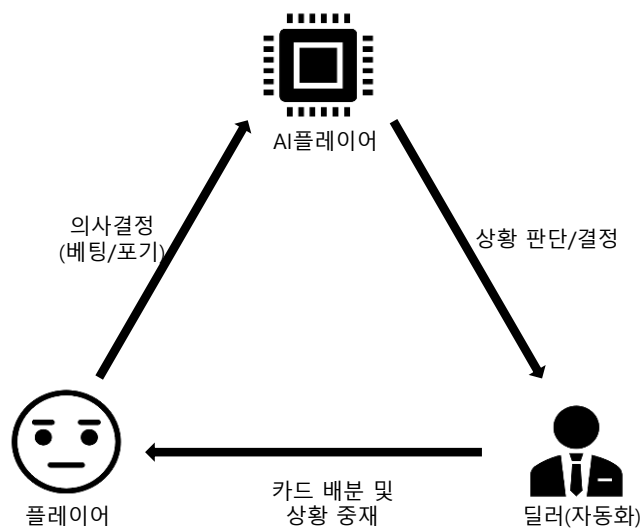 AI플레이어
의사결정
(베팅/포기)
상황 판단/결정
카드 배분 및
상황 중재
플레이어
딜러(자동화)